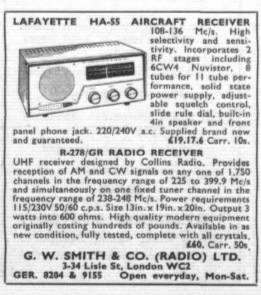 LAFAYETTE HA-55 AIRCRAFT RECEIVER
108-136 Mc/s. High
selectivity and sensi-
tivity. Incorporates 2
RF stages including
6CW4 Nuvistor, 8
tubes for 11 tube per-
formance, solid state
power supply, adjust-
able squelch control,
slide rule dial, built-in
4in speaker and front
panel phone jack. 220/240V a.c. Supplied brand new
and guaranteed. £19.17.6 Carr. 10s.
R-278/GR RADIO RECEIVER
UHF receiver designed by Collins Radio. Provides
reception of AM and CW signals on any one of 1,750
channels in the frequency range of 225 to 399.9 Mc/s
and simultaneously on one fixed tuner channel in the
frequency range of 238-248 Mc/s. Power requirements
115/230V 50/60 c.p.s. Size 13in. x 19in. x 20in. Output 3
watts into 600 ohms. High quality modern equipment
originally costing hundreds of pounds. Available in as
new condition, fully tested, complete with all crystals,
£60. Carr. 50s.
G. W. SMITH & CO. (RADIO) LTD.
3-34 Lisle St, London WC2
GER. 8204 & 9155 Open everyday, Mon.-Sat.